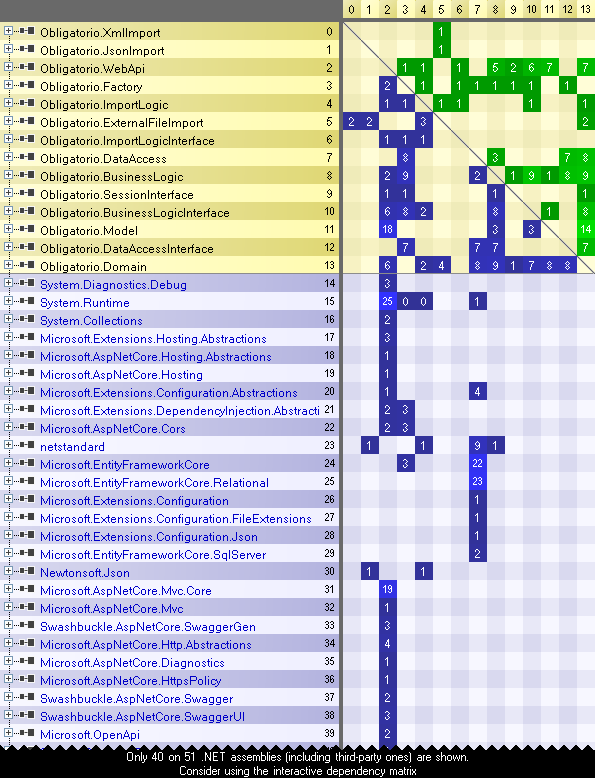 0 1 2 3 4 5 6 7 8 9 10 11 12 13
Obligatorio.XmlImport 0 1
Obligatorio.JsonImport 1 1
Obligatorio.WebApi 2 1 1 1 5 2 6 7 7
Obligatorio.Factory 3 2 1 1 1 1 1 1 1
Obligatorio.ImportLogic 4 1 1 1 1 1 1
Obligatorio.ExternalFileImport 5 2 2 3 2
Obligatorio.ImportLogicInterface 6 1 1 1
Obligatorio.DataAccess 7 8 3 7 8
Obligatorio.BusinessLogic 8 2 9 2 1 9 1 8 9
Obligatorio.SessionInterface 9 1 1 1 1
Obligatorio.BusinessLogicInterface 10 6 8 2 8 1 8
Obligatorio.Model 11 18 3 3 14
Obligatorio.DataAccessInterface 12 7 7 7 7
Obligatorio.Domain 13 6 2 4 8 9 1 7 8 8
System.Diagnostics.Debug 14 3
System.Runtime 15 25 0 0 1
System.Collections 16 2
Microsoft.Extensions.Hosting.Abstractions 17 3
Microsoft.AspNetCore.Hosting.Abstractions 18 1
Microsoft.AspNetCore.Hosting 19 1
Microsoft.Extensions.Configuration.Abstractions 20 1 4
Microsoft.Extensions.DependencyInjection.Abstracti 21 2 3
Microsoft.AspNetCore.Cors 22 2 3
netstandard 23 1 1 9 1
Microsoft.EntityFrameworkCore 24 3 22
Microsoft.EntityFrameworkCore.Relational 25 23
Microsoft.Extensions.Configuration 26 1
Microsoft.Extensions.Configuration.FileExtensions 27 1
Microsoft.Extensions.Configuration.Json 28 1
Microsoft.EntityFrameworkCore.SqlServer 29 2
Newtonsoft.Json 30 1 1
Microsoft.AspNetCore.Mvc.Core 31 19
Microsoft.AspNetCore.Mvc 32 1
Swashbuckle.AspNetCore.SwaggerGen 33 3
Microsoft.AspNetCore.Http.Abstractions 34 4
Microsoft.AspNetCore.Diagnostics 35 1
Microsoft.AspNetCore.HttpsPolicy 36 1
Swashbuckle.AspNetCore.Swagger 37 2
Swashbuckle.AspNetCore.SwaggerUI 38 3
Microsoft.OpenApi 39 2
Only 40 on 51 .NET assemblies (including third-party ones) are shown.
Consider using the interactive dependency matrix